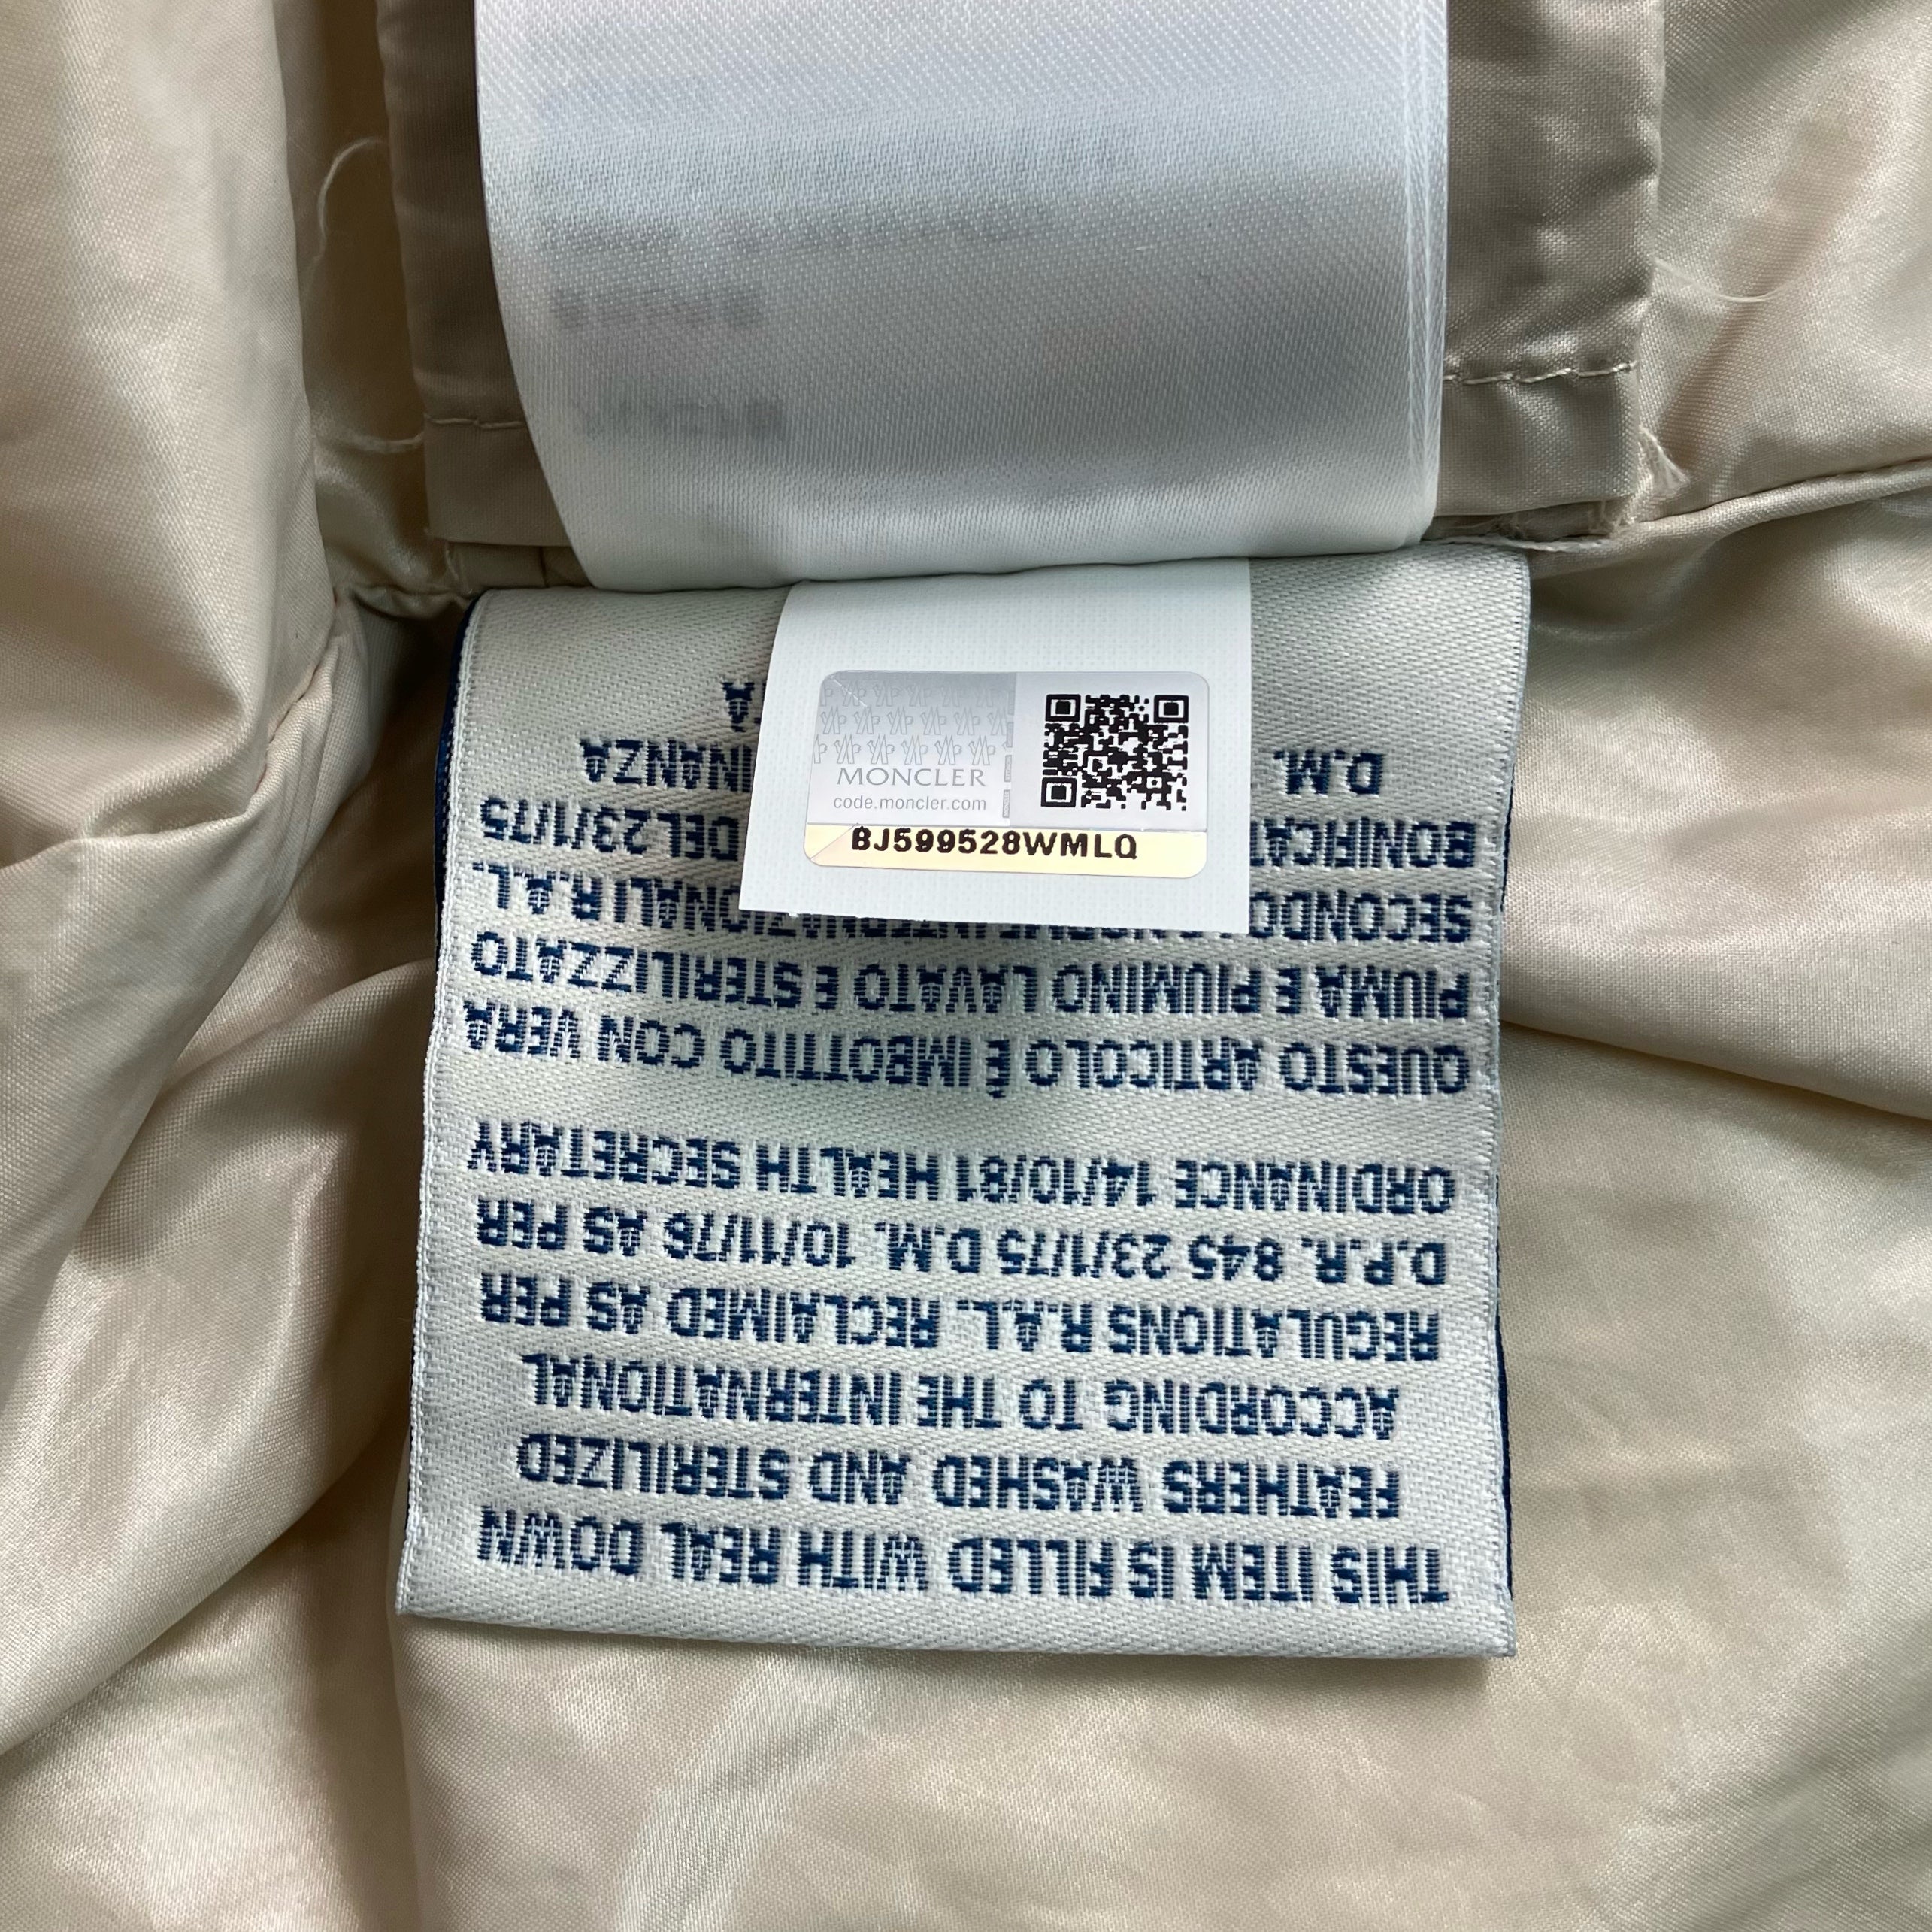 MONCLER
code.moncler.com
BJ599528WMLQ
THIS ITEM IS FILLED WITH REAL DOWN
FEATHERS WASHED AND STERILIZED
ACCORDING TO THE INTERNATIONAL
REGULATIONS R.A.L. RECLAIMED AS PER
D.P.R. 845 23/1/75 D.M. 10/11/76 AS PER
ORDINANCE 14/10/81 HEALTH SECRETARY
QUESTO ARTICOLO È IMBOTTITO CON VERA
PIUMA E PIUMINO LAVATO E STERILIZZATO
SECONDO NORME INTERNAZIONALI R.A.L.
DEL 23/1/75
D.M.